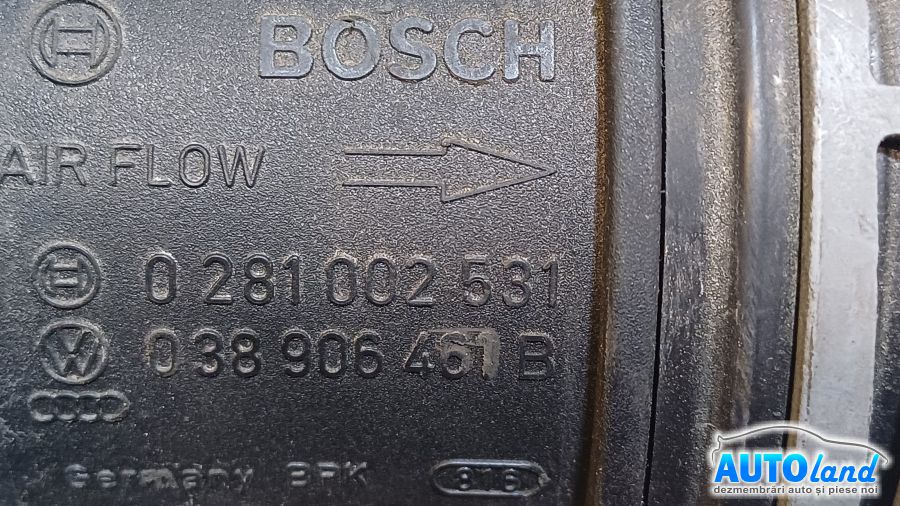 BOSCH
AIR FLOW
0 281 002 531
038 906 461 B
Germany BPK 816
AUTOland
dezmembrări auto și piese noi